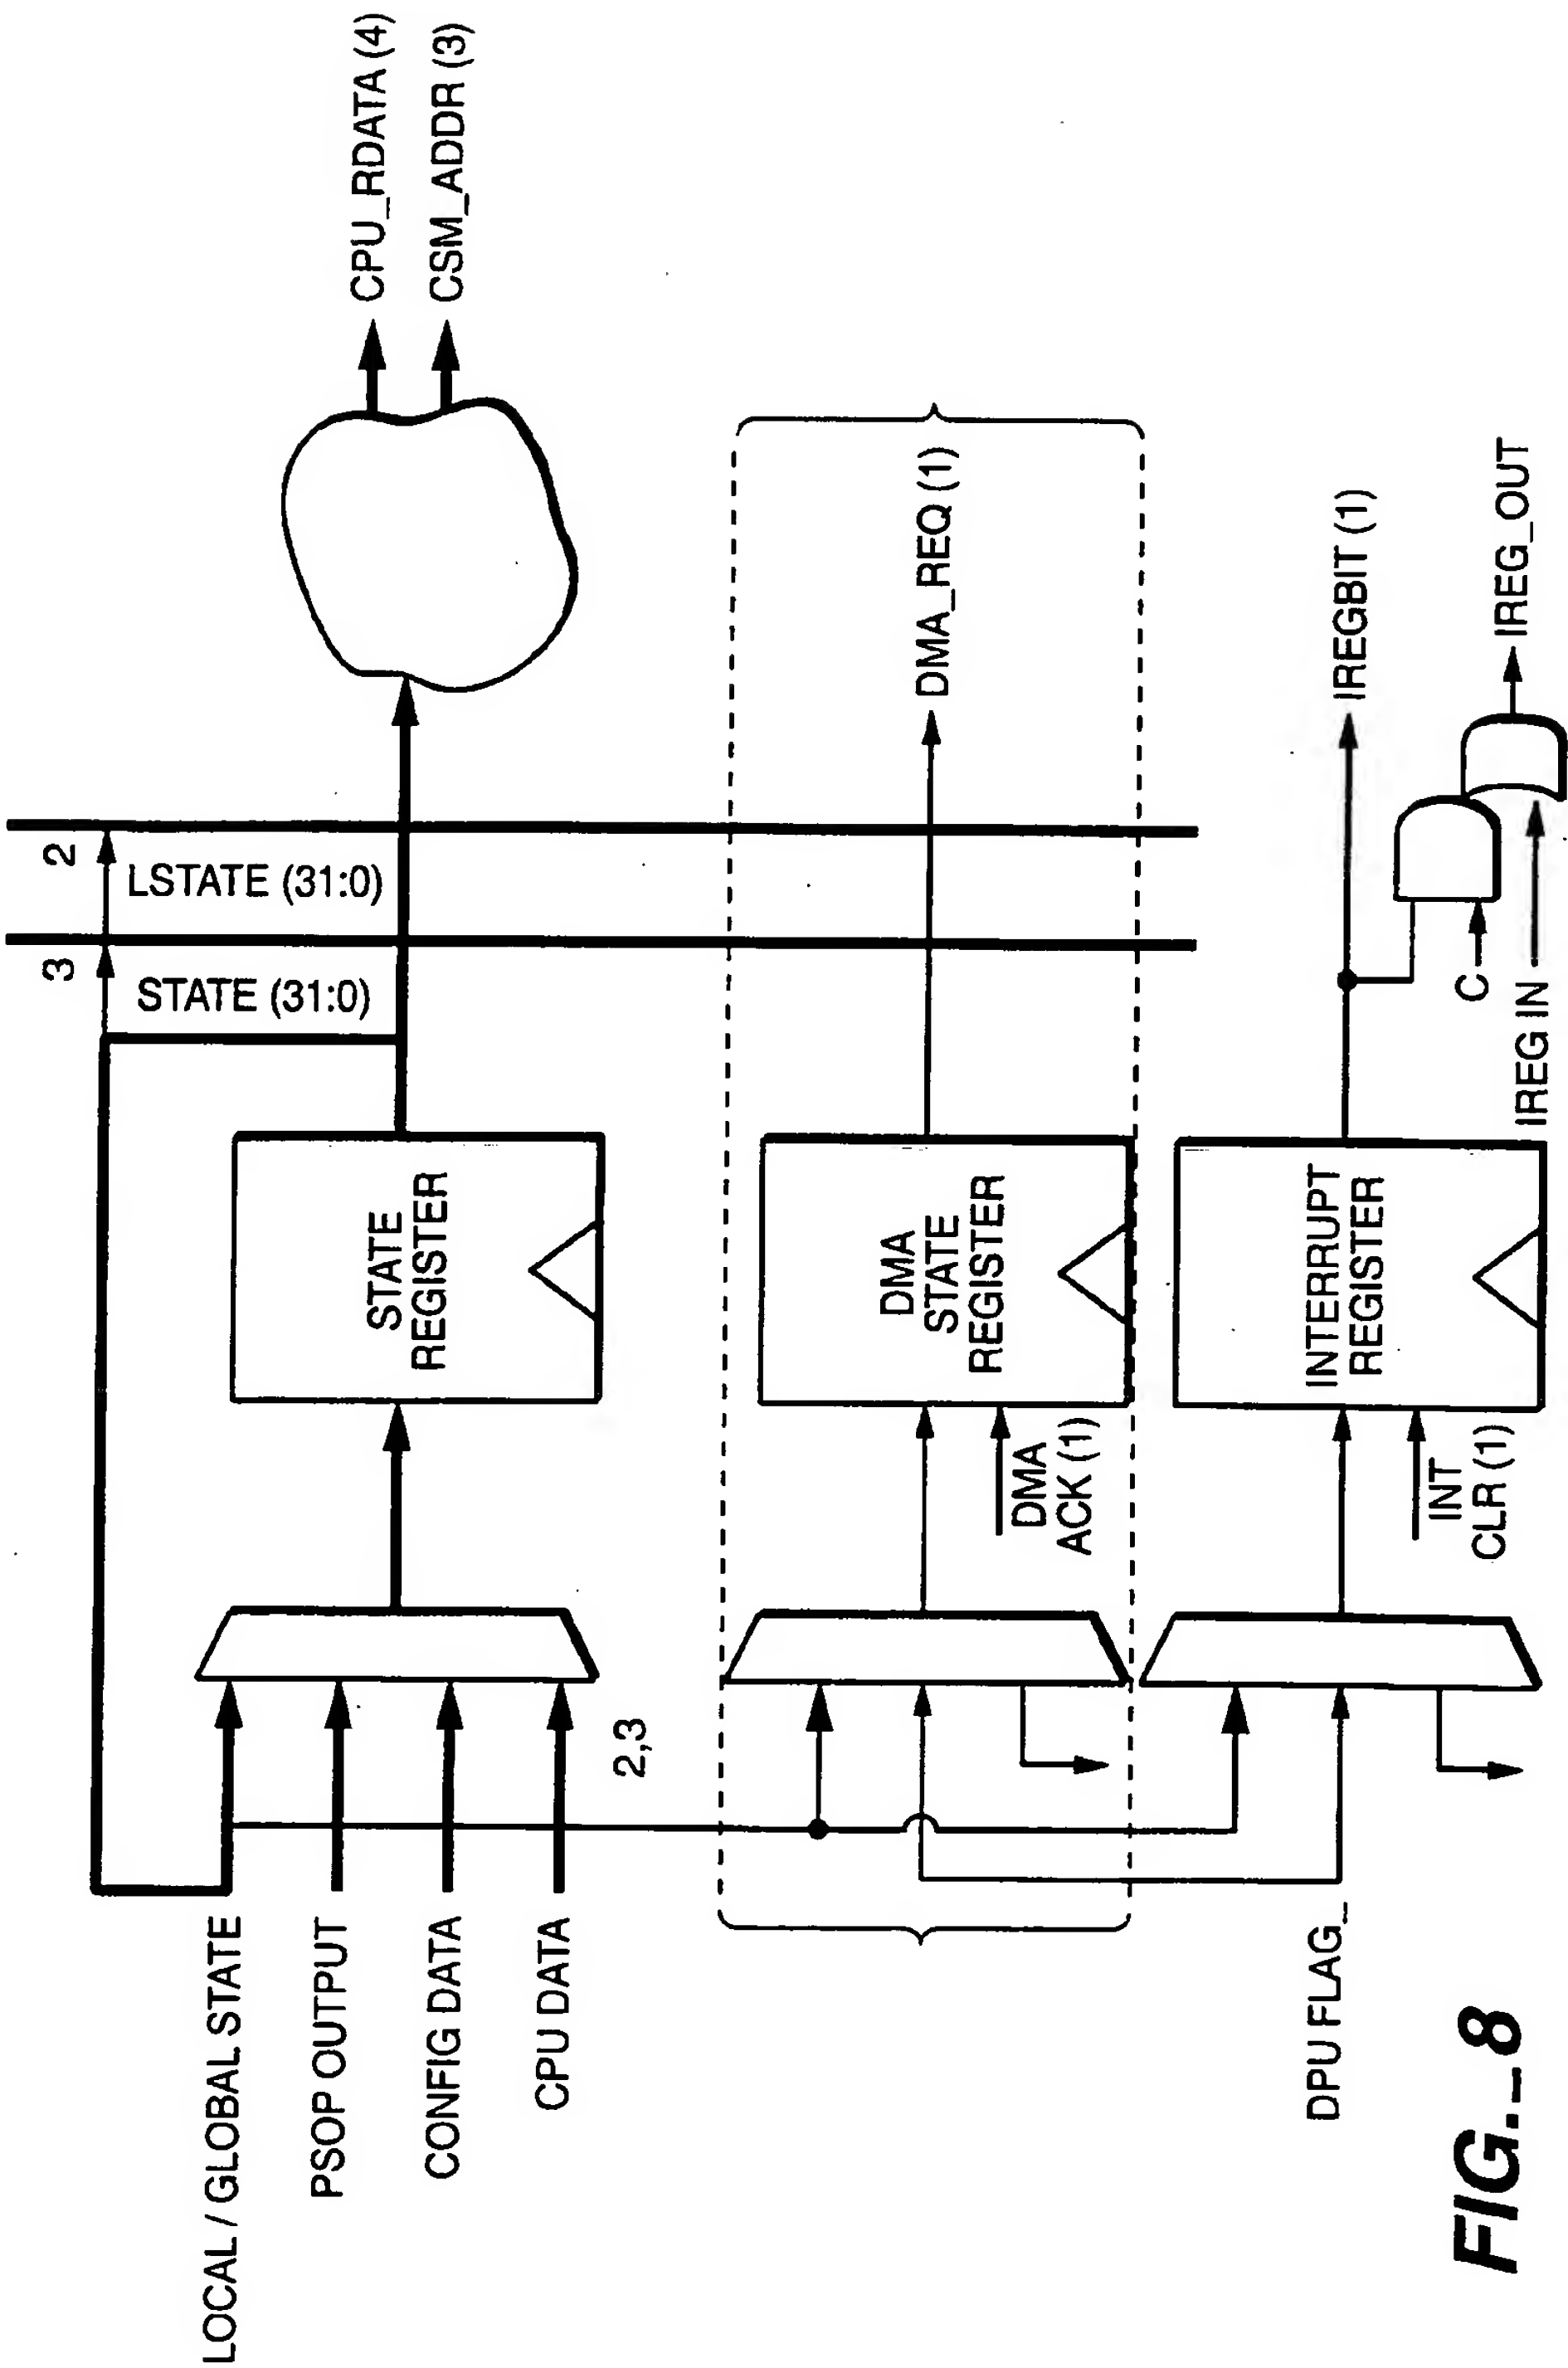 LOCAL / GLOBAL STATE
PSOP OUTPUT
CONFIG DATA
CPU DATA
2,3
DPU FLAG_
STATE
REGISTER
STATE (31:0)
3
LSTATE (31:0)
2
CPU_RDATA (4)
CSM_ADDR (3)
DMA
ACK (1)
DMA
STATE
REGISTER
DMA_REQ (1)
INT
CLR (1)
INTERRUPT
REGISTER
IREGBIT (1)
C
IREG IN
IREG_OUT
FIG._8